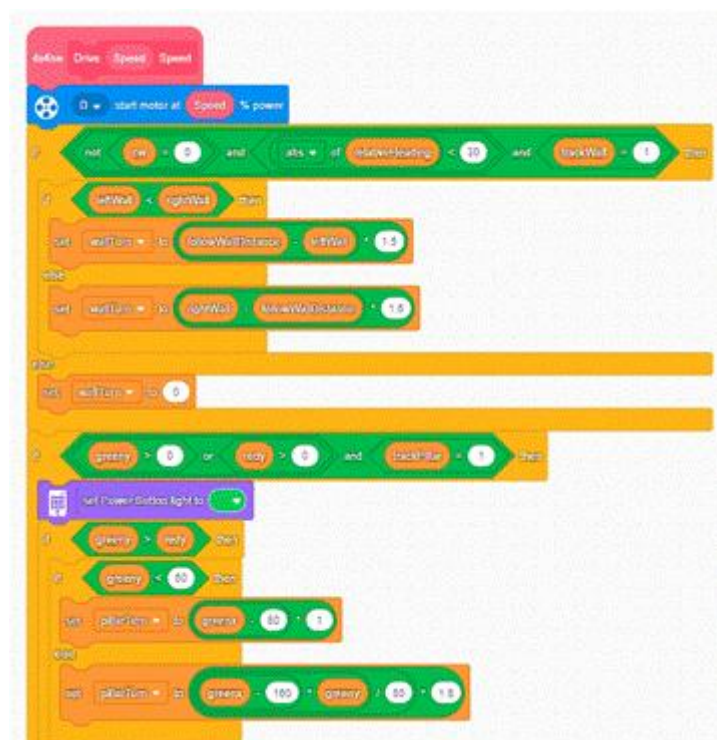 define Drive Speed Speed
D start motor at Speed % power
if not cw = 0 and abs of relativeHeading < 30 and trackWall = 1 then
if leftWall < rightWall then
set wallTurn to followWallDistance - leftWall * 1.5
else
set wallTurn to rightWall - followWallDistance * 1.5
else
set wallTurn to 0
if greeny > 0 or redy > 0 and trackPillar = 1 then
set Power Button light to
if greeny > redy then
if greeny < 60 then
set pillarTurn to greenx - 80 * 1
else
set pillarTurn to greenx - 160 * greeny / 50 * 1.5